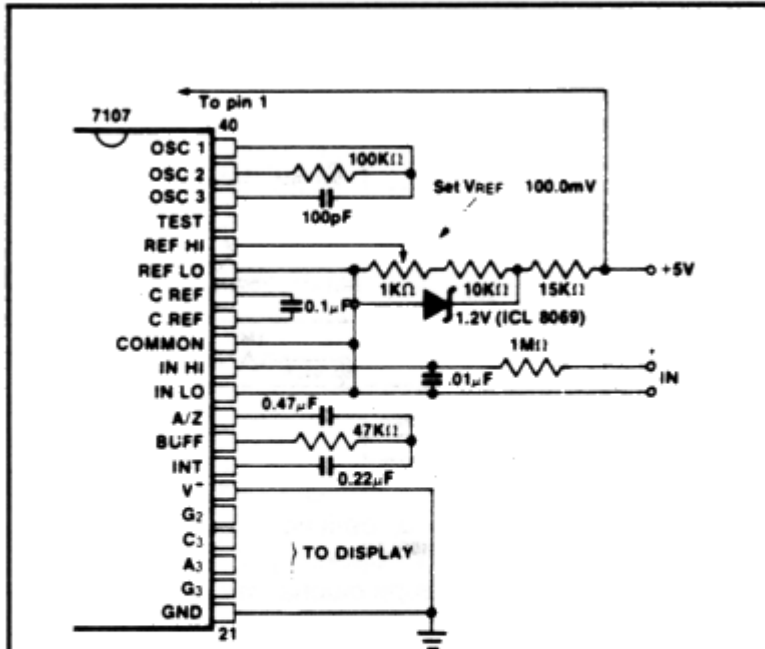 To pin 1
7107
40
OSC 1
OSC 2
100KΩ
OSC 3
100pF
Set VREF 100.0mV
TEST
REF HI
REF LO
1KΩ
10KΩ
15KΩ
+5V
C REF
0.1µF
1.2V (ICL 8069)
C REF
COMMON
1MΩ
IN HI
.01µF
+
IN
IN LO
A/Z
0.47µF
BUFF
47KΩ
INT
0.22µF
V⁻
G2
C3
TO DISPLAY
A3
G3
GND
21